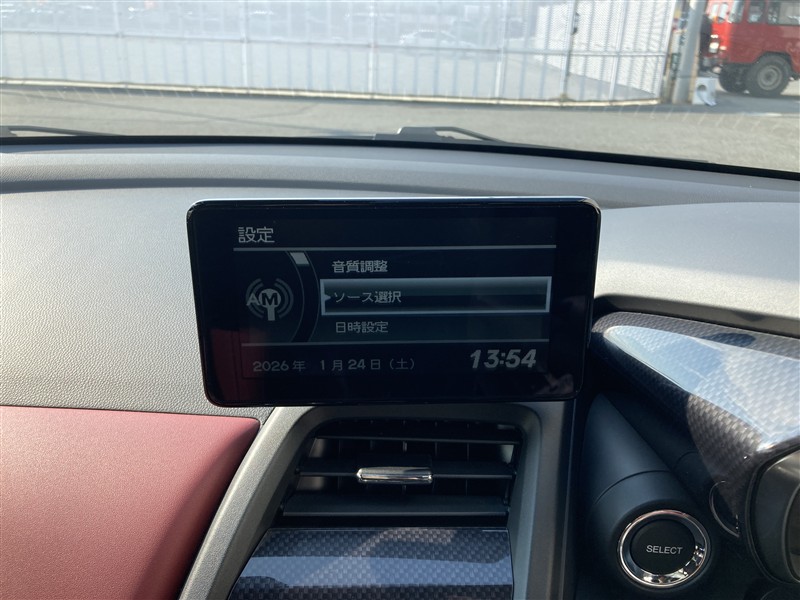 設定
音質調整
AM
ソース選択
日時設定
2026年 1月24日（土） 13:54
SELECT